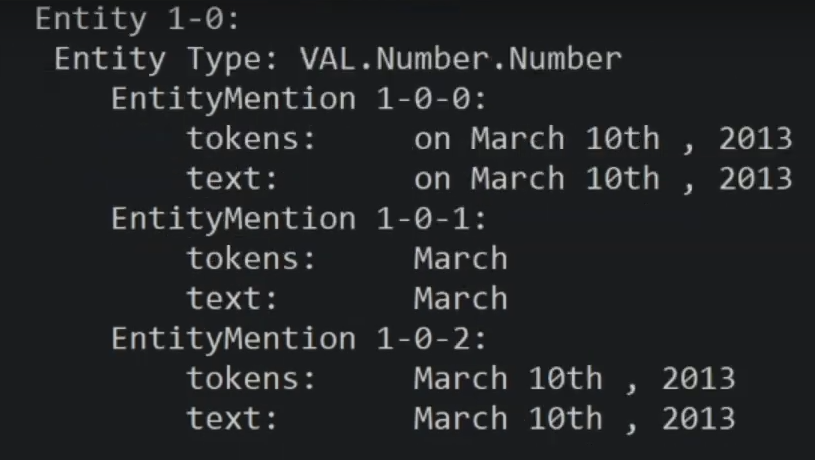 Entity 1-0:
Entity Type: VAL.Number.Number
EntityMention 1-0-0:
tokens: on March 10th , 2013
text: on March 10th , 2013
EntityMention 1-0-1:
tokens: March
text: March
EntityMention 1-0-2:
tokens: March 10th , 2013
text: March 10th , 2013